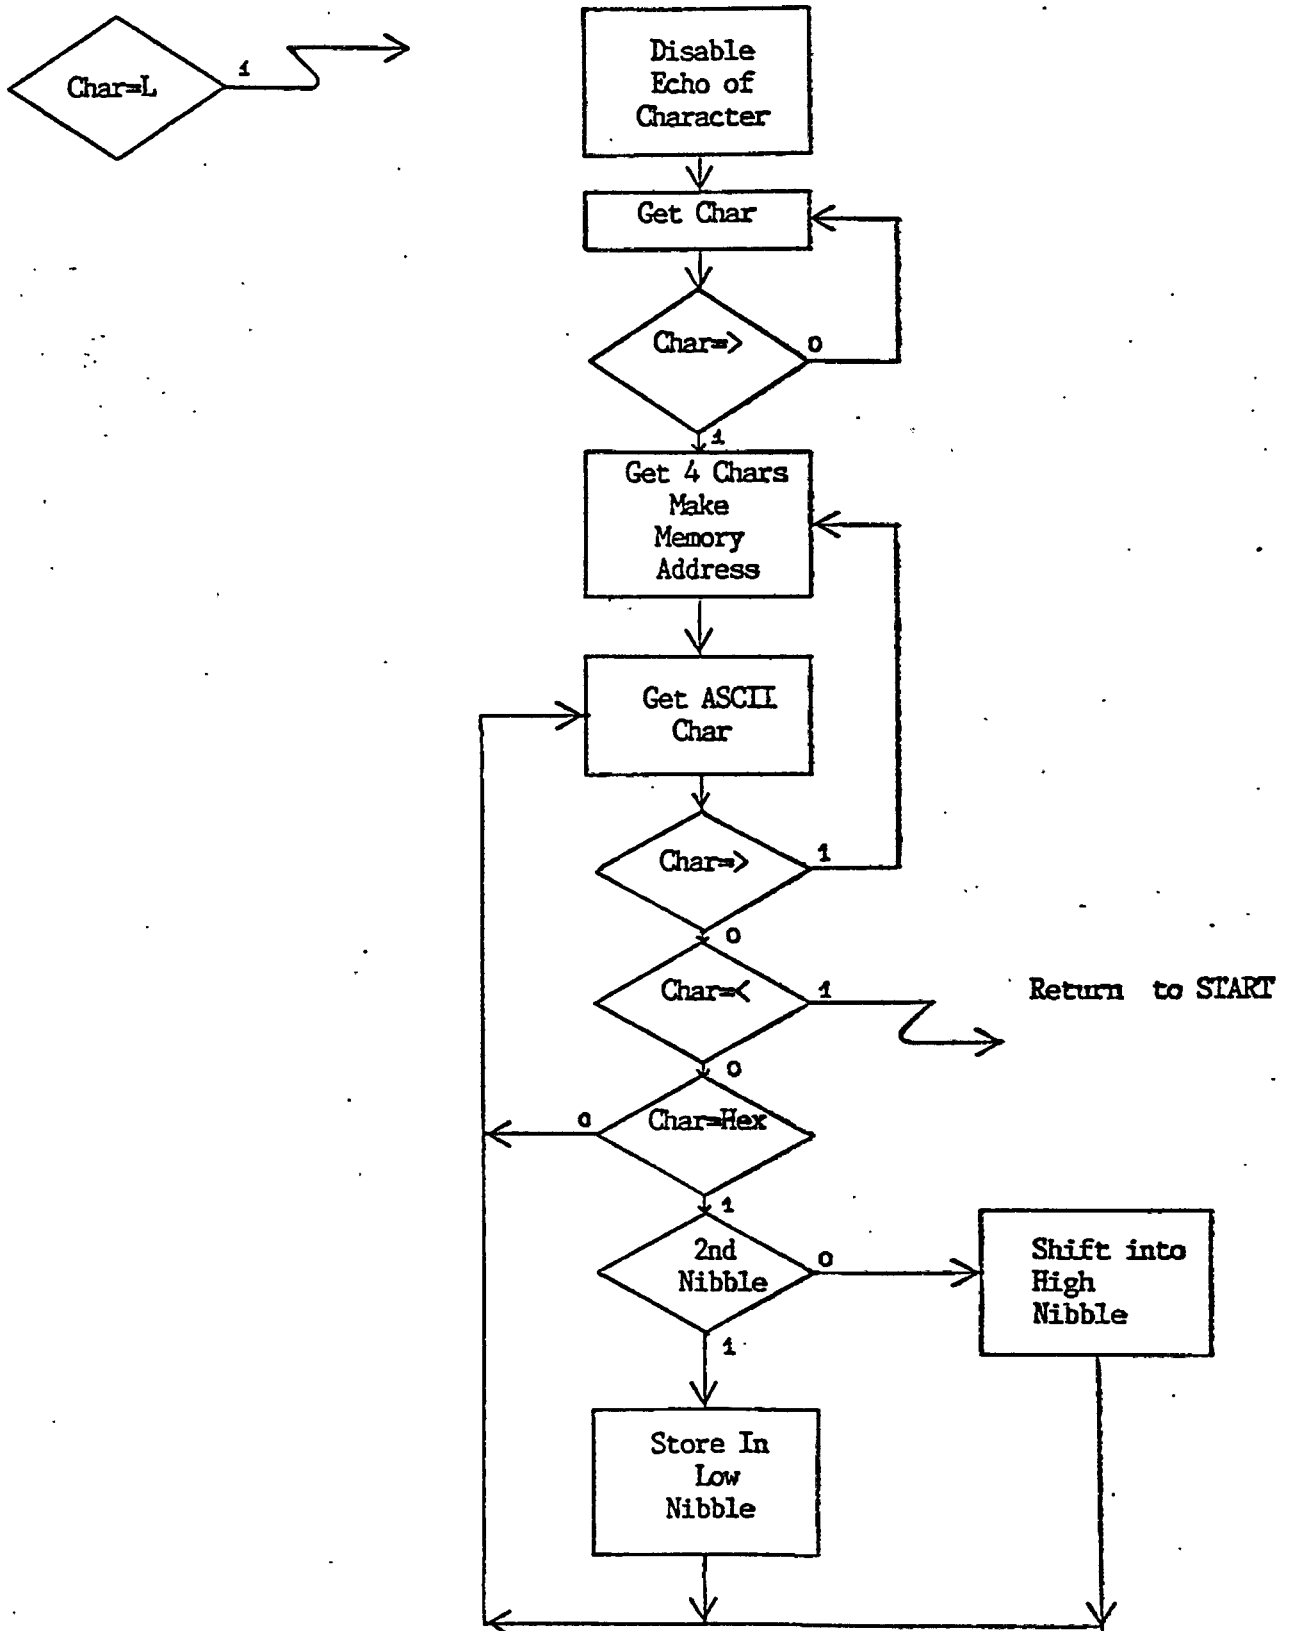 Char=L
1
Disable
Echo of
Character
Get Char
Char=>
0
1
Get 4 Chars
Make
Memory
Address
Get ASCII
Char
Char=>
1
0
Char=<
1
Return to START
0
Char=Hex
0
1
2nd
Nibble
0
Shift into
High
Nibble
1
Store In
Low
Nibble